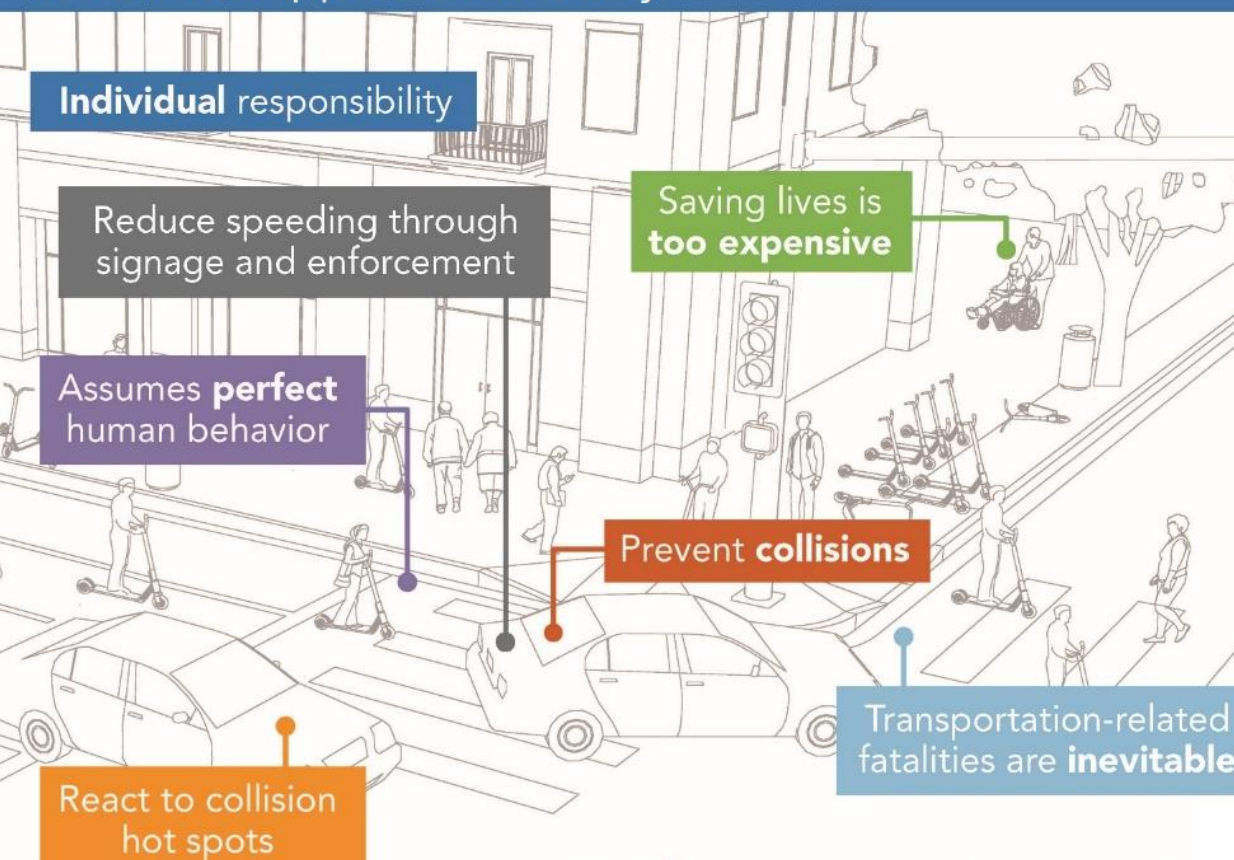 Individual responsibility
Reduce speeding through
signage and enforcement
Saving lives is
too expensive
Assumes perfect
human behavior
Prevent collisions
Transportation-related
fatalities are inevitable
React to collision
hot spots